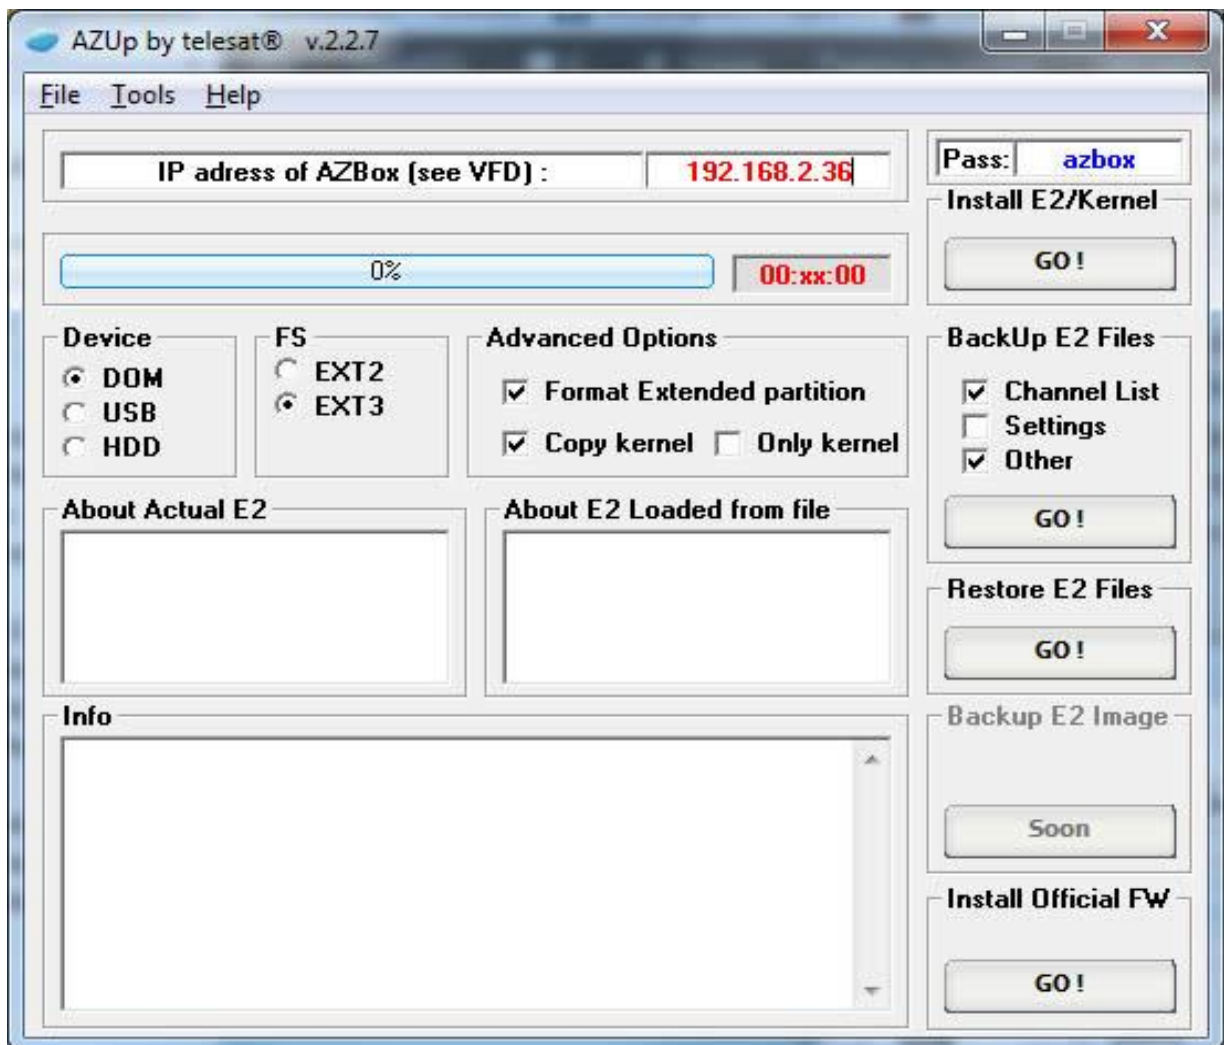 AZUp by telesat® v.2.2.7
File Tools Help
IP adress of AZBox (see VFD) : 192.168.2.36
Pass: azbox
Install E2/Kernel
GO !
0% 00:xx:00
Device
DOM
USB
HDD
FS
EXT2
EXT3
Advanced Options
Format Extended partition
Copy kernel Only kernel
BackUp E2 Files
Channel List
Settings
Other
GO !
About Actual E2
About E2 Loaded from file
Restore E2 Files
GO !
Info
Backup E2 Image
Soon
Install Official FW
GO !